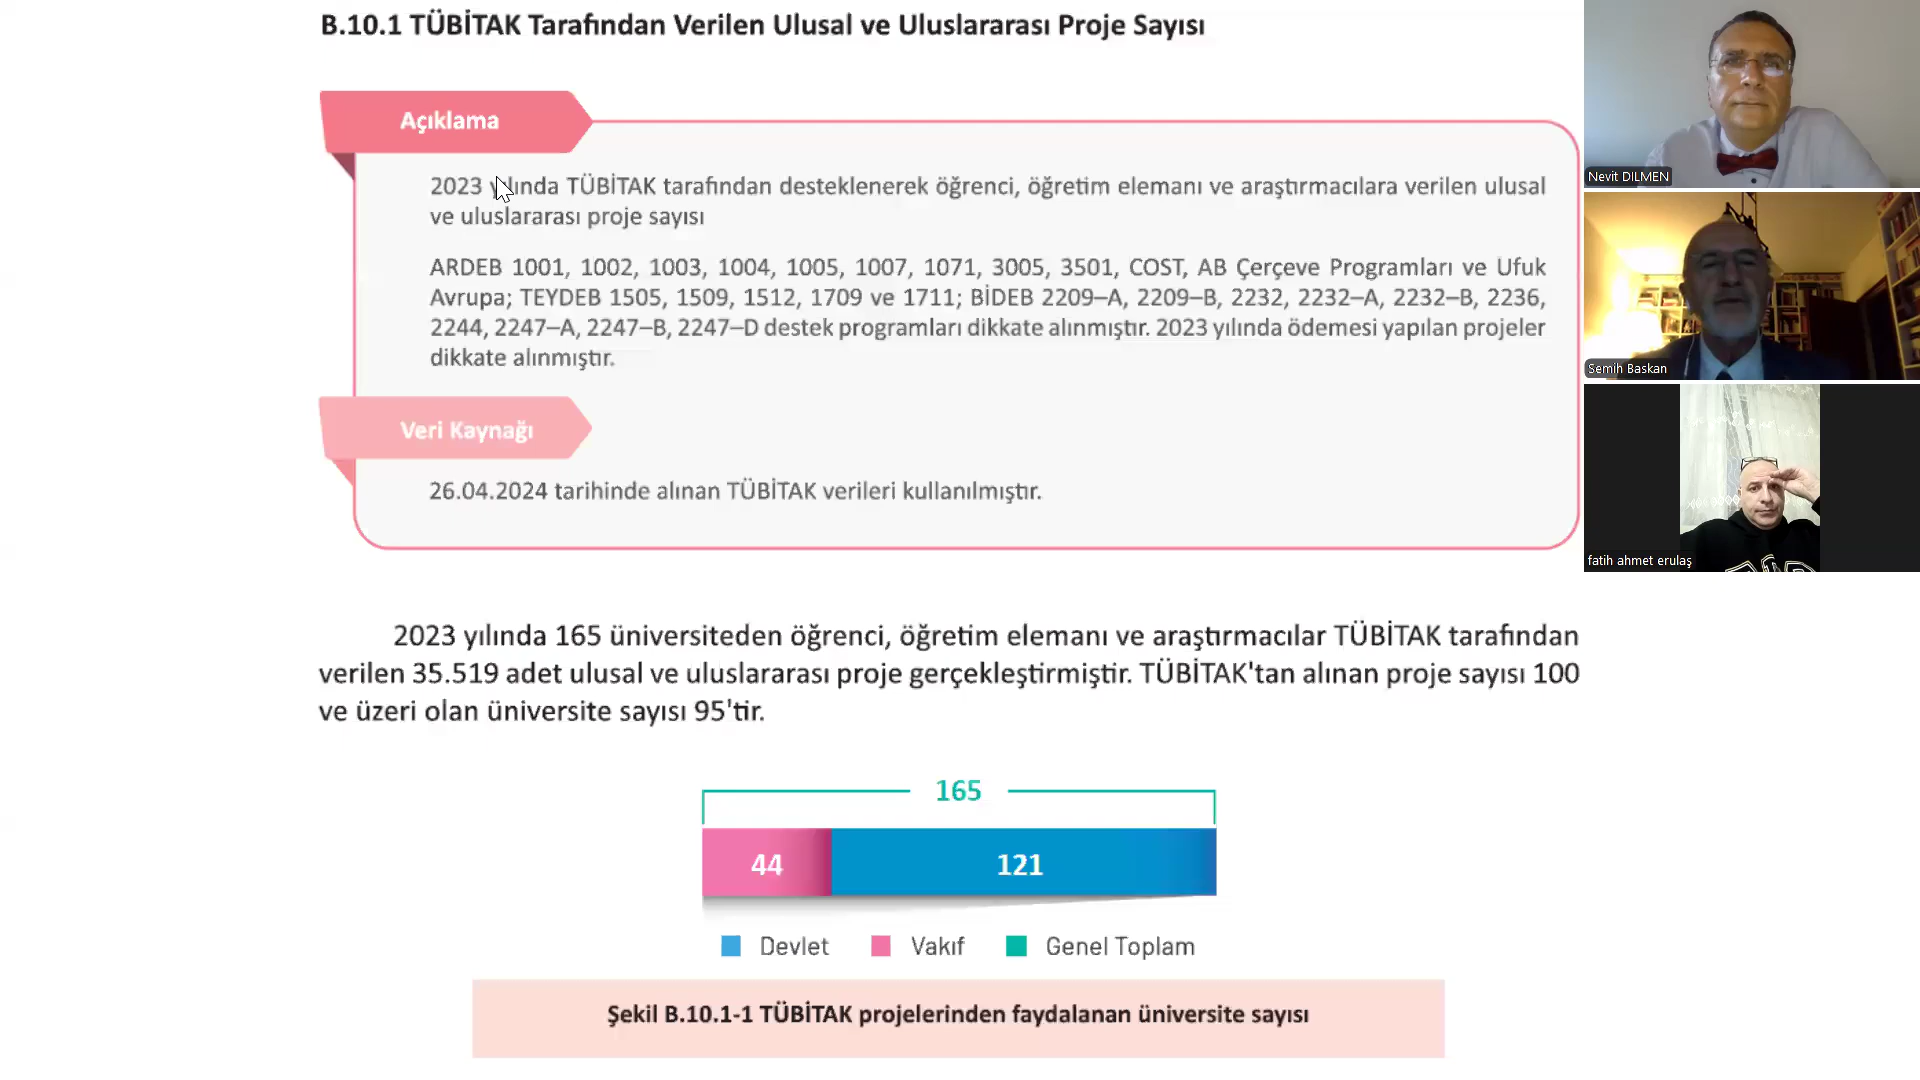 B.10.1 TÜBİTAK Tarafından Verilen Ulusal ve Uluslararası Proje Sayısı
Açıklama
2023 yılında TÜBİTAK tarafından desteklenerek öğrenci, öğretim elemanı ve araştırmacılara verilen ulusal
ve uluslararası proje sayısı
ARDEB 1001, 1002, 1003, 1004, 1005, 1007, 1071, 3005, 3501, COST, AB Çerçeve Programları ve Ufuk
Avrupa; TEYDEB 1505, 1509, 1512, 1709 ve 1711; BİDEB 2209–A, 2209–B, 2232, 2232–A, 2232–B, 2236,
2244, 2247–A, 2247–B, 2247–D destek programları dikkate alınmıştır. 2023 yılında ödemesi yapılan projeler
dikkate alınmıştır.
Veri Kaynağı
26.04.2024 tarihinde alınan TÜBİTAK verileri kullanılmıştır.
2023 yılında 165 üniversiteden öğrenci, öğretim elemanı ve araştırmacılar TÜBİTAK tarafından
verilen 35.519 adet ulusal ve uluslararası proje gerçekleştirmiştir. TÜBİTAK'tan alınan proje sayısı 100
ve üzeri olan üniversite sayısı 95'tir.
165
44 121
Devlet Vakıf Genel Toplam
Şekil B.10.1-1 TÜBİTAK projelerinden faydalanan üniversite sayısı
Nevit DILMEN
Semih Baskan
fatih ahmet erulaş